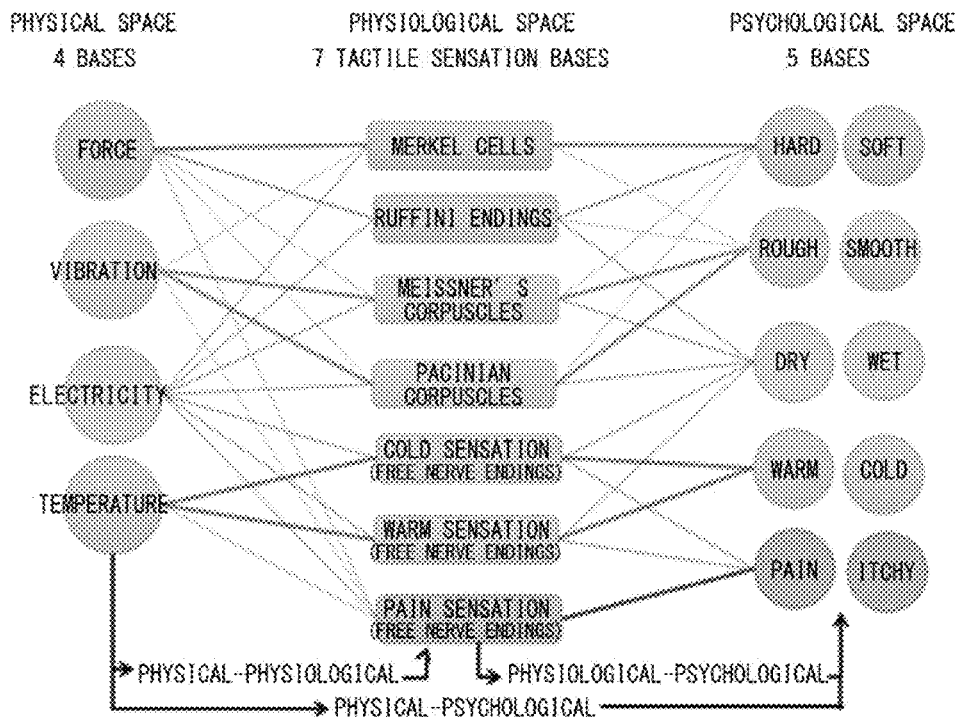 PHYSICAL SPACE
4 BASES
PHYSIOLOGICAL SPACE
7 TACTILE SENSATION BASES
PSYCHOLOGICAL SPACE
5 BASES
FORCE
VIBRATION
ELECTRICITY
TEMPERATURE
MERKEL CELLS
RUFFINI ENDINGS
MEISSNER'S
CORPUSCLES
PACINIAN
CORPUSCLES
COLD SENSATION
(FREE NERVE ENDINGS)
WARM SENSATION
(FREE NERVE ENDINGS)
PAIN SENSATION
(FREE NERVE ENDINGS)
HARD SOFT
ROUGH SMOOTH
DRY WET
WARM COLD
PAIN ITCHY
PHYSICAL-PHYSIOLOGICAL
PHYSIOLOGICAL-PSYCHOLOGICAL
PHYSICAL-PSYCHOLOGICAL